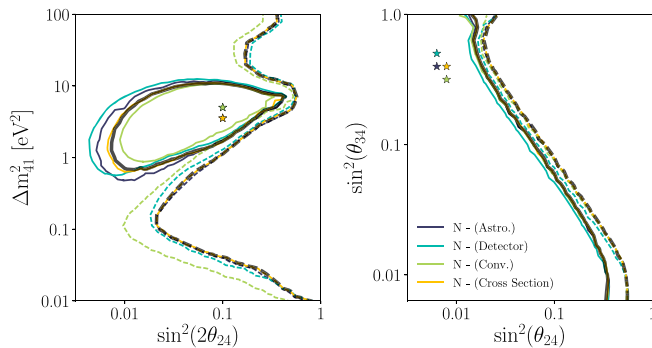 100
10
1
0.1
0.01
0.01
0.1
1
Δm²₄₁ [eV²]
sin²(2θ₂₄)
1.0
0.1
0.01
0.01
0.1
1
sin²(θ₃₄)
N - (Astro.)
N - (Detector)
N - (Conv.)
N - (Cross Section)
sin²(θ₂₄)